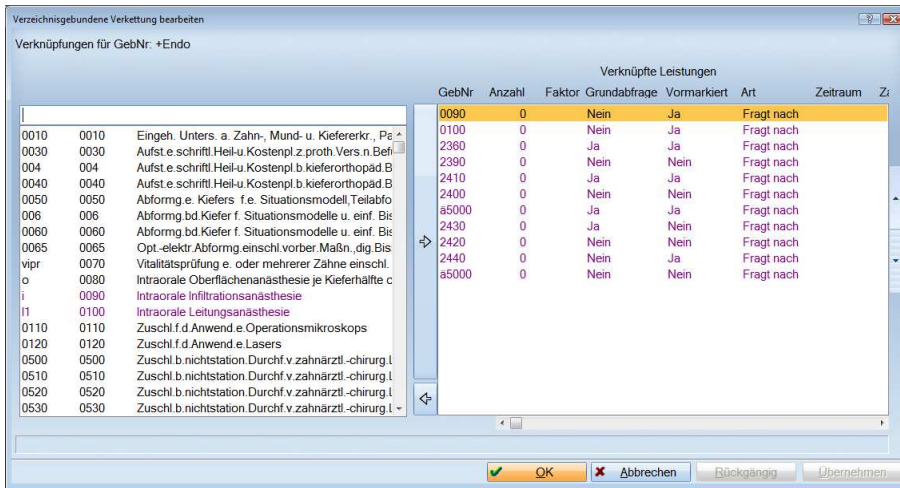 Verzeichnisgebundene Verkettung bearbeiten
Verknüpfungen für GebNr: +Endo
Verknüpfte Leistungen
GebNr Anzahl Faktor Grundabfrage Vormarkiert Art Zeitraum
0010 0010 Eingeh. Unters. a. Zahn-, Mund- u. Kiefererkr., Pa
0030 0030 Aufst.e.schriftl.Heil-u.Kostenpl.z.proth.Vers.n.Bef
004 004 Aufst.e.schriftl.Heil-u.Kostenpl.b.kieferorthopäd.B
0040 0040 Aufst.e.schriftl.Heil-u.Kostenpl.b.kieferorthopäd.B
0050 0050 Abformg.e. Kiefers f.e. Situationsmodell,Teilabfo
006 006 Abformg.bd.Kiefer f. Situationsmodelle u. einf. Bis
0060 0060 Abformg.bd.Kiefer f. Situationsmodelle u. einf. Bis
0065 0065 Opt.-elektr.Abformg.einschl.vorber.Maßn.,dig.Bis
vipr 0070 Vitalitätsprüfung e. oder mehrerer Zähne einschl.
o 0080 Intraorale Oberflächenanästhesie je Kieferhälfte o
i 0090 Intraorale Infiltrationsanästhesie
l1 0100 Intraorale Leitungsanästhesie
0110 0110 Zuschl.f.d.Anwend.e.Operationsmikroskops
0120 0120 Zuschl.f.d.Anwend.e.Lasers
0500 0500 Zuschl.b.nichtstation.Durchf.v.zahnärztl.-chirurg.L
0510 0510 Zuschl.b.nichtstation.Durchf.v.zahnärztl.-chirurg.L
0520 0520 Zuschl.b.nichtstation.Durchf.v.zahnärztl.-chirurg.L
0530 0530 Zuschl.b.nichtstation.Durchf.v.zahnärztl.-chirurg.L
0090 0 Nein Ja Fragt nach
0100 0 Nein Ja Fragt nach
2360 0 Ja Ja Fragt nach
2390 0 Nein Nein Fragt nach
2410 0 Ja Ja Fragt nach
2400 0 Nein Nein Fragt nach
ä5000 0 Ja Ja Fragt nach
2430 0 Ja Nein Fragt nach
2420 0 Nein Nein Fragt nach
2440 0 Nein Ja Fragt nach
ä5000 0 Nein Nein Fragt nach
OK Abbrechen Rückgängig Übernehmen